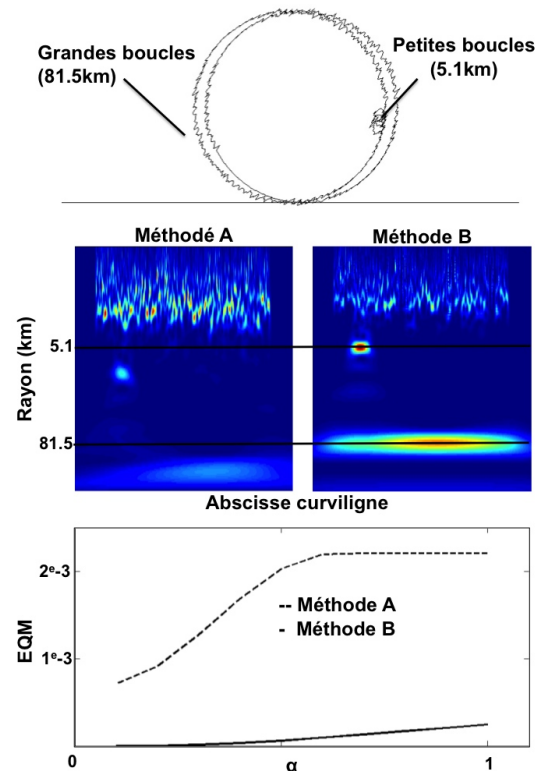 Grandes boucles
(81.5km)
Petites boucles
(5.1km)
Méthodé A
Méthode B
Rayon (km)
5.1
81.5
Abscisse curviligne
EQM
2e-3
1e-3
Méthode A
Méthode B
0
α
1